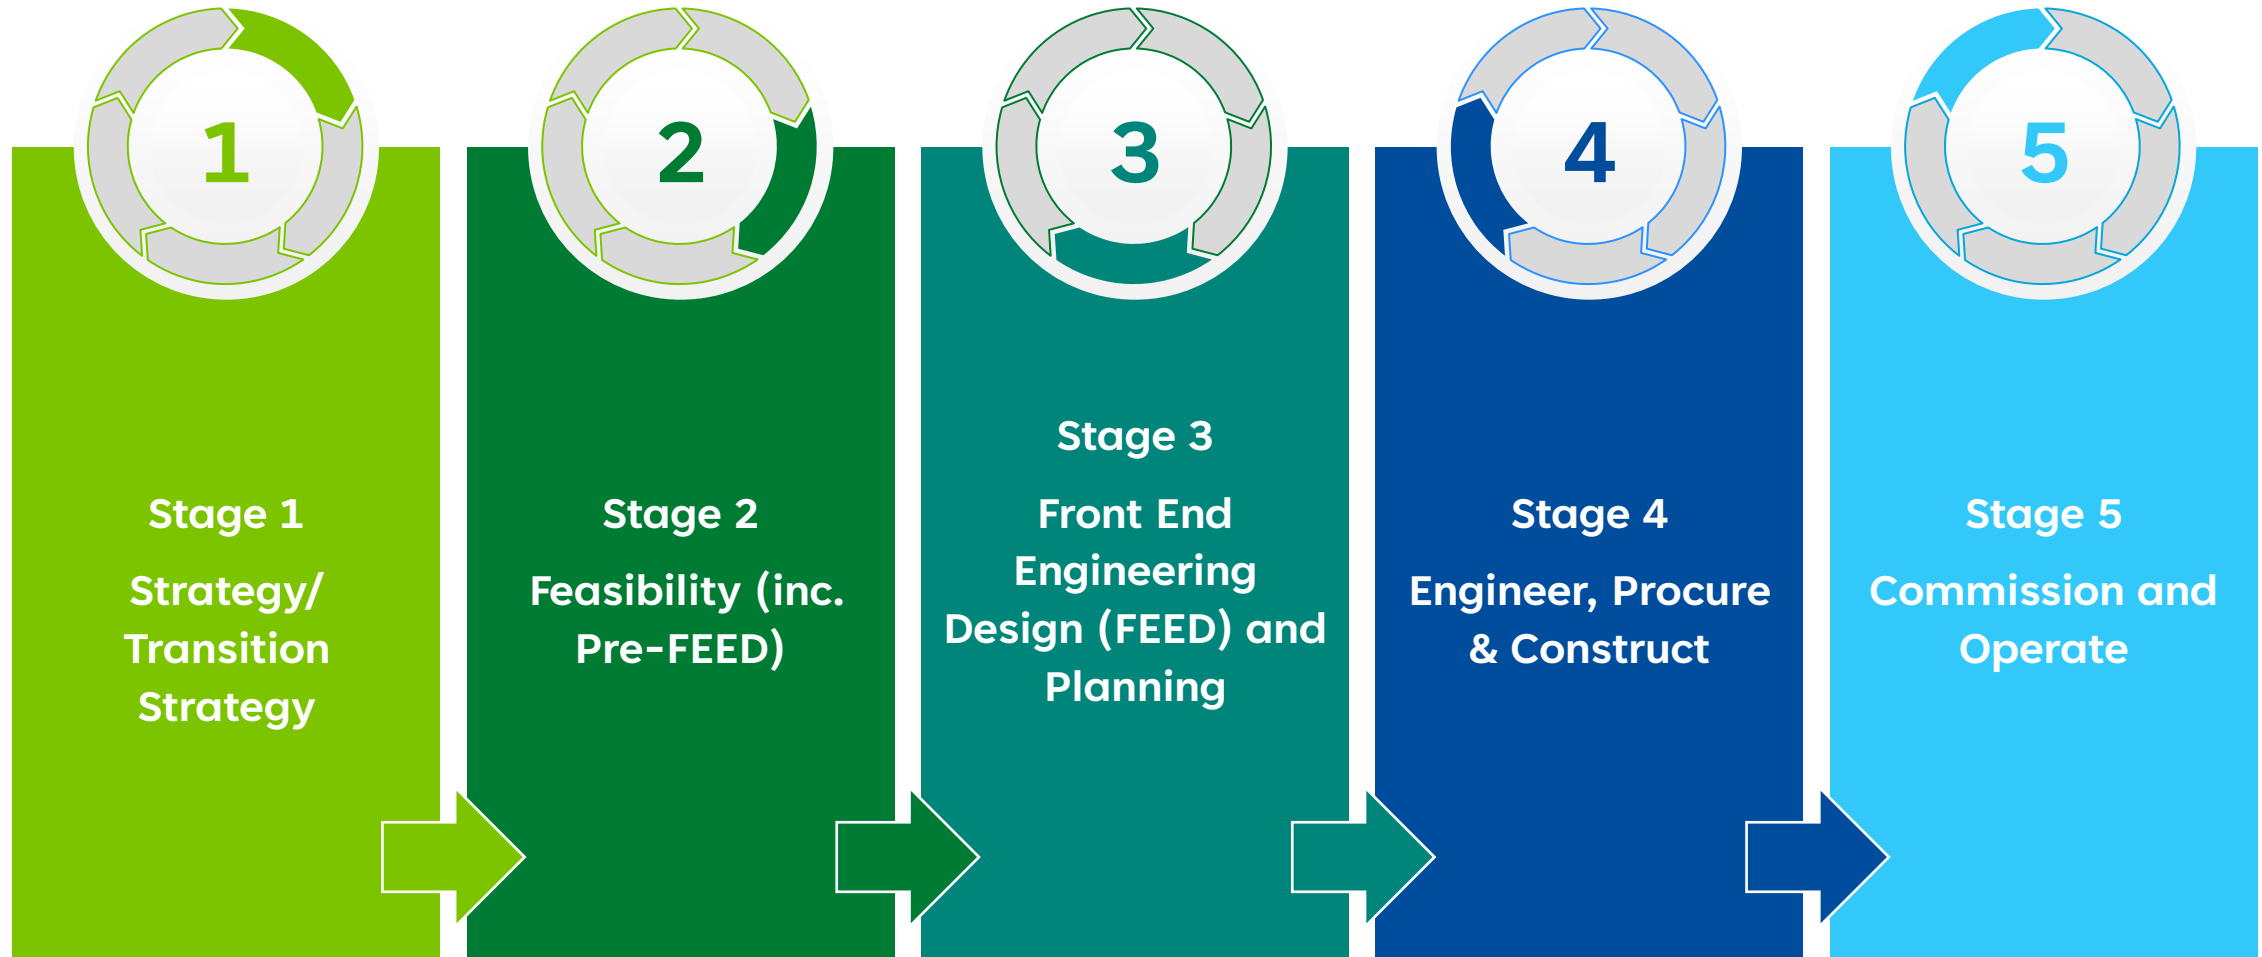 1
Stage 1
Strategy/
Transition
Strategy
2
Stage 2
Feasibility (inc.
Pre-FEED)
3
Stage 3
Front End
Engineering
Design (FEED) and
Planning
4
Stage 4
Engineer, Procure
& Construct
5
Stage 5
Commission and
Operate